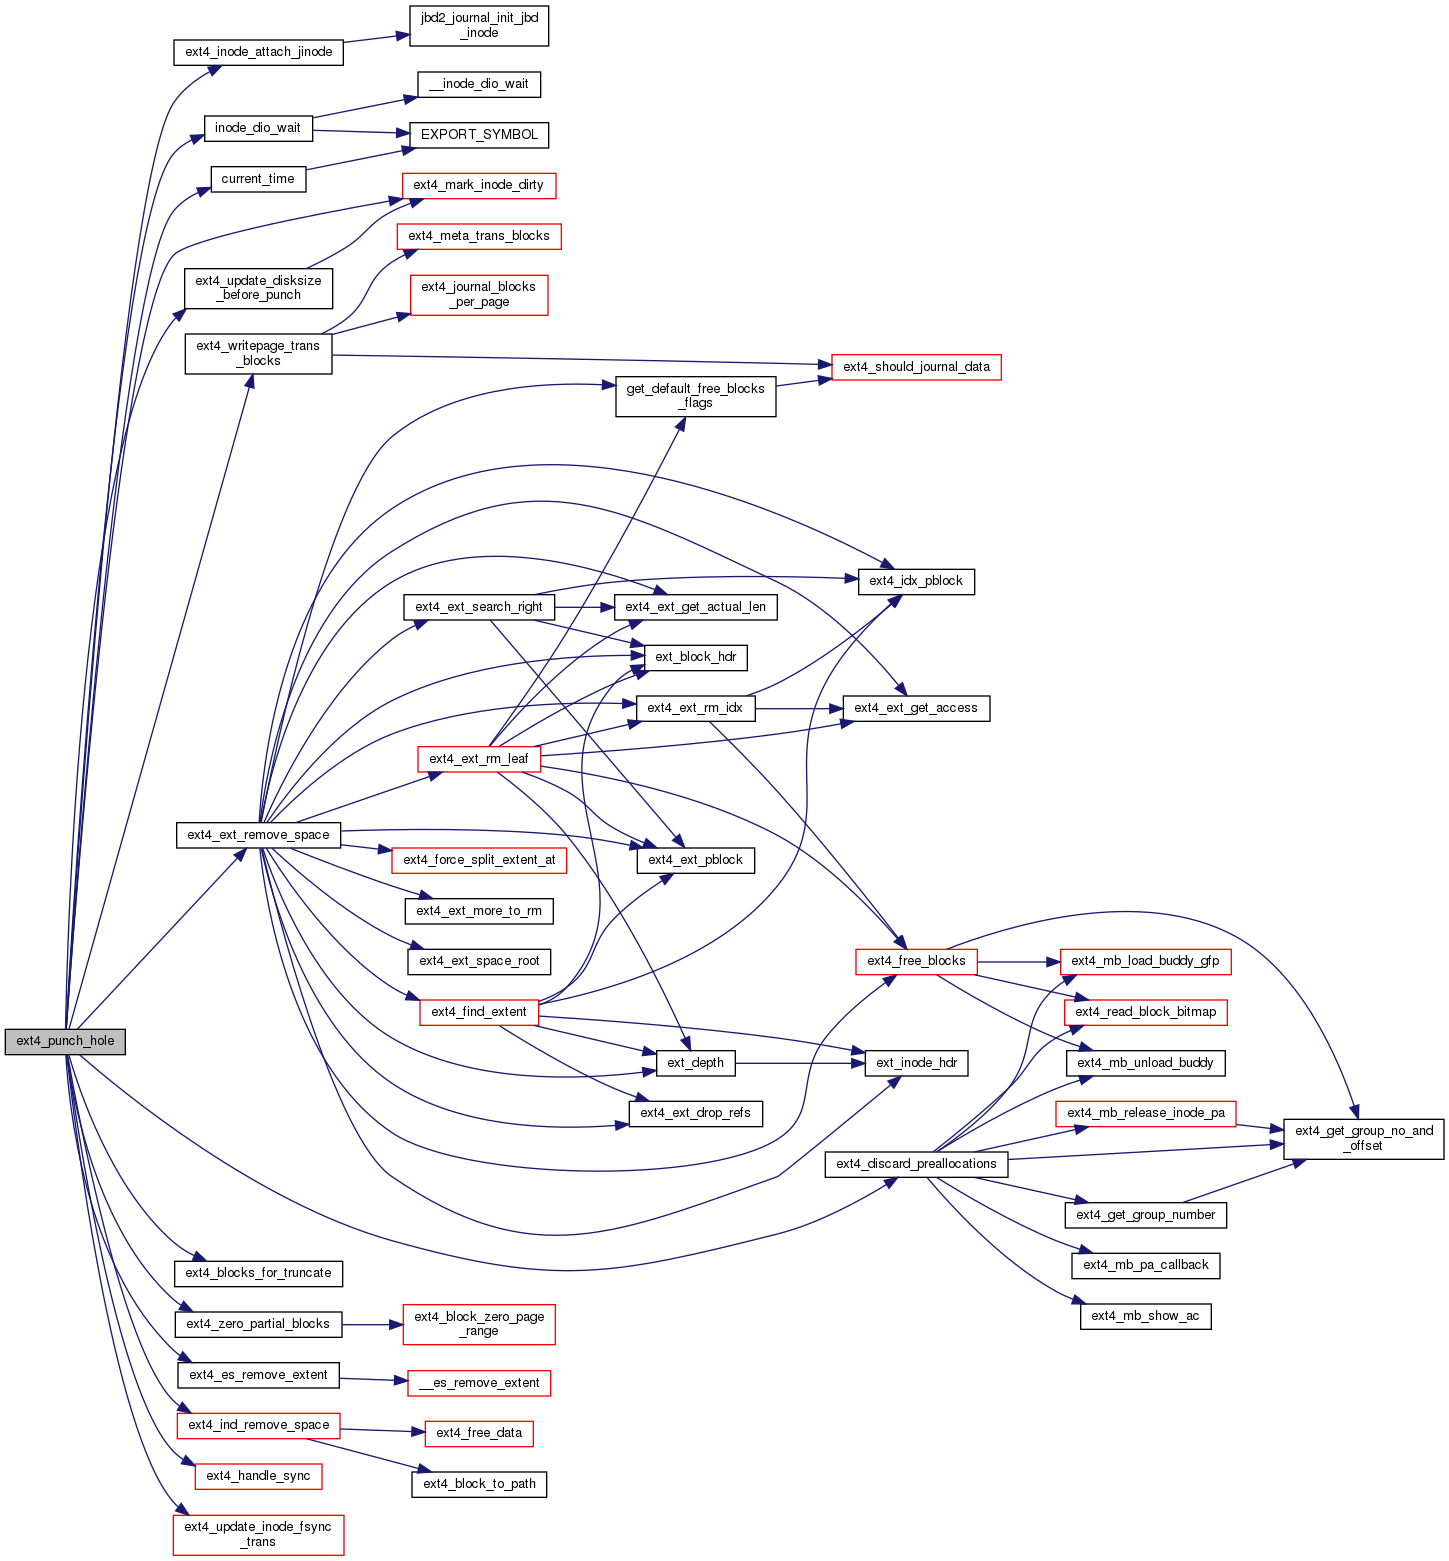 jbd2_journal_init_jbd
_inode
ext4_inode_attach_jinode
__inode_dio_wait
inode_dio_wait
EXPORT_SYMBOL
current_time
ext4_mark_inode_dirty
ext4_meta_trans_blocks
ext4_update_disksize
_before_punch
ext4_journal_blocks
_per_page
ext4_writepage_trans
_blocks
ext4_should_journal_data
get_default_free_blocks
_flags
ext4_idx_pblock
ext4_ext_search_right
ext4_ext_get_actual_len
ext_block_hdr
ext4_ext_rm_idx
ext4_ext_get_access
ext4_ext_rm_leaf
ext4_ext_remove_space
ext4_force_split_extent_at
ext4_ext_pblock
ext4_ext_more_to_rm
ext4_ext_space_root
ext4_free_blocks
ext4_mb_load_buddy_gfp
ext4_find_extent
ext4_read_block_bitmap
ext4_punch_hole
ext_depth
ext_inode_hdr
ext4_mb_unload_buddy
ext4_ext_drop_refs
ext4_mb_release_inode_pa
ext4_get_group_no_and
_offset
ext4_discard_preallocations
ext4_get_group_number
ext4_mb_pa_callback
ext4_blocks_for_truncate
ext4_mb_show_ac
ext4_zero_partial_blocks
ext4_block_zero_page
_range
ext4_es_remove_extent
__es_remove_extent
ext4_ind_remove_space
ext4_free_data
ext4_handle_sync
ext4_block_to_path
ext4_update_inode_fsync
_trans